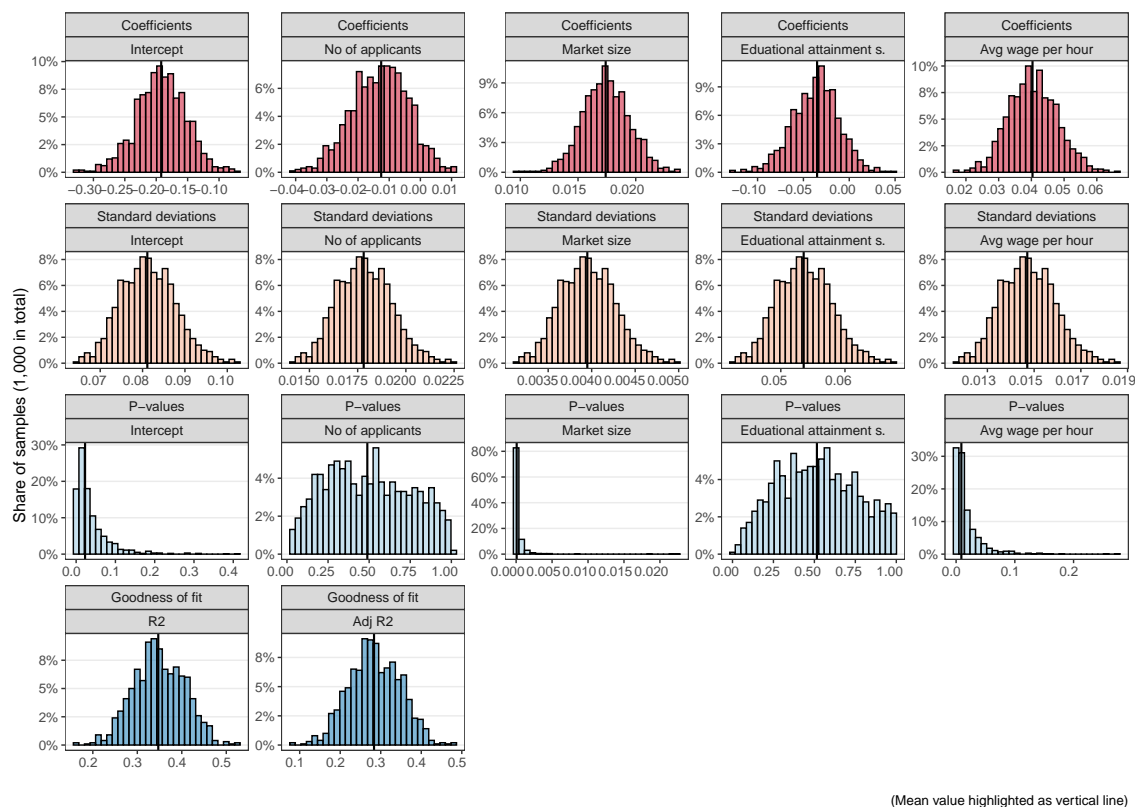 Coefficients Coefficients Coefficients Coefficients Coefficients
Intercept No of applicants Market size Eduational attainment s. Avg wage per hour
10% 8% 5% 2% 0%
−0.30 −0.25 −0.20 −0.15 −0.10
6% 4% 2% 0%
−0.04 −0.03 −0.02 −0.01 0.00 0.01
9% 6% 3% 0%
0.010 0.015 0.020
9% 6% 3% 0%
−0.10 −0.05 0.00 0.05
10% 8% 5% 2% 0%
0.02 0.03 0.04 0.05 0.06
Standard deviations Standard deviations Standard deviations Standard deviations Standard deviations
Intercept No of applicants Market size Eduational attainment s. Avg wage per hour
8% 6% 4% 2% 0%
0.07 0.08 0.09 0.10
8% 6% 4% 2% 0%
0.0150 0.0175 0.0200 0.0225
8% 6% 4% 2% 0%
0.0035 0.0040 0.0045 0.0050
8% 6% 4% 2% 0%
0.05 0.06
8% 6% 4% 2% 0%
0.013 0.015 0.017 0.019
P−values P−values P−values P−values P−values
Intercept No of applicants Market size Eduational attainment s. Avg wage per hour
30% 20% 10% 0%
0.0 0.1 0.2 0.3 0.4
4% 2% 0%
0.00 0.25 0.50 0.75 1.00
80% 60% 40% 20% 0%
0.000 0.005 0.010 0.015 0.020
4% 2% 0%
0.00 0.25 0.50 0.75 1.00
30% 20% 10% 0%
0.0 0.1 0.2
Goodness of fit Goodness of fit
R2 Adj R2
8% 5% 2% 0%
0.2 0.3 0.4 0.5
8% 5% 2% 0%
0.1 0.2 0.3 0.4 0.5
Share of samples (1,000 in total)
(Mean value highlighted as vertical line)